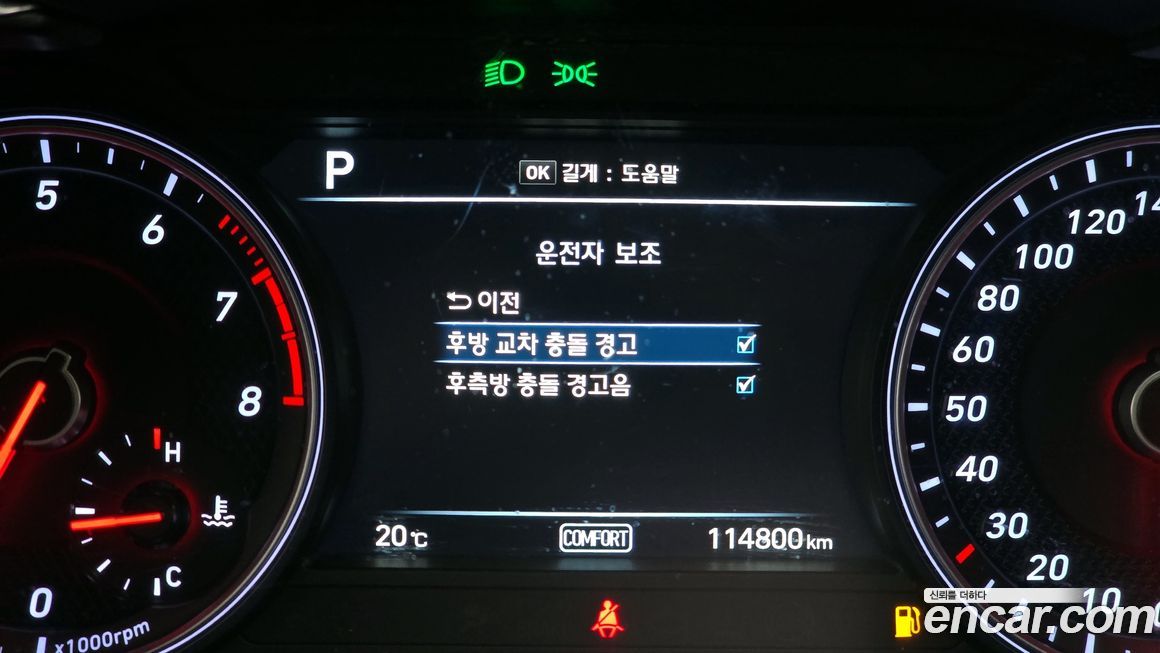 P
OK 길게 : 도움말
운전자 보조
이전
후방 교차 충돌 경고
후측방 충돌 경고음
20℃
COMFORT
114800 km
5
6
7
8
H
C
0
x1000rpm
120
100
80
60
50
40
30
20
10
신뢰를 더하다
encar.com